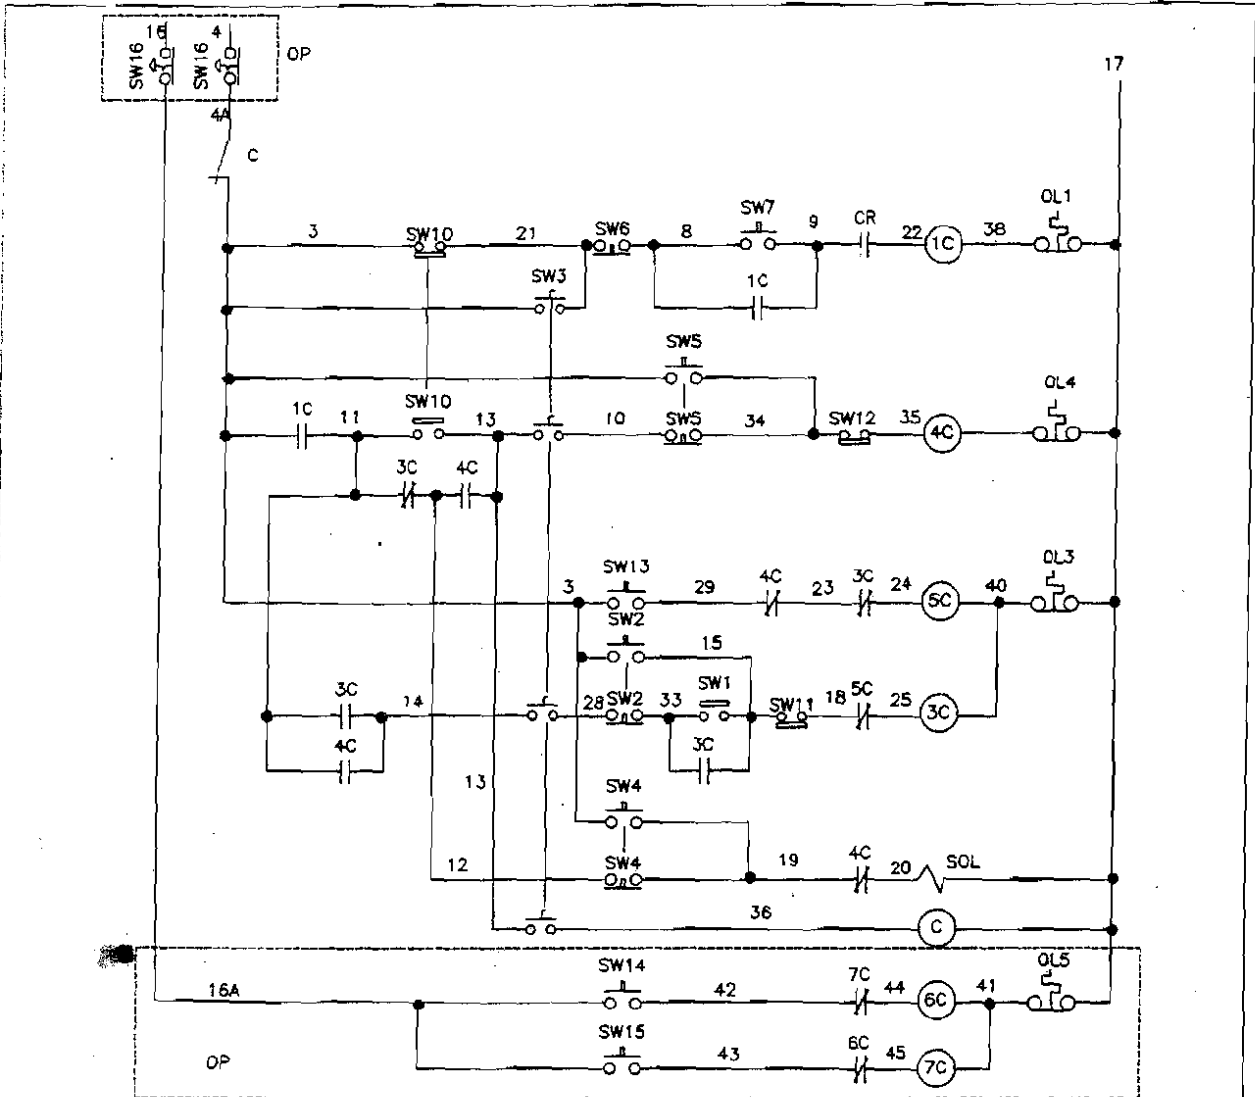 16 4
SW16 SW16 OP
17
4A
C
OL1
SW7
3 SW10 21 SW6 8 9 CR 22 1C 38
SW3 1C
SW5
OL4
1C 11 SW10 13 10 SW5 34 SW12 35 4C
3C 4C
OL3
SW13
3 29 4C 23 3C 24 5C 40
SW2
15
3C 14 28 SW2 33 SW1 SW11 18 5C 25 3C
4C 3C
13
SW4
12 SW4 19 4C 20 SOL
36 C
OL5
SW14
16A 42 7C 44 6C 41
SW15
OP 43 6C 45 7C